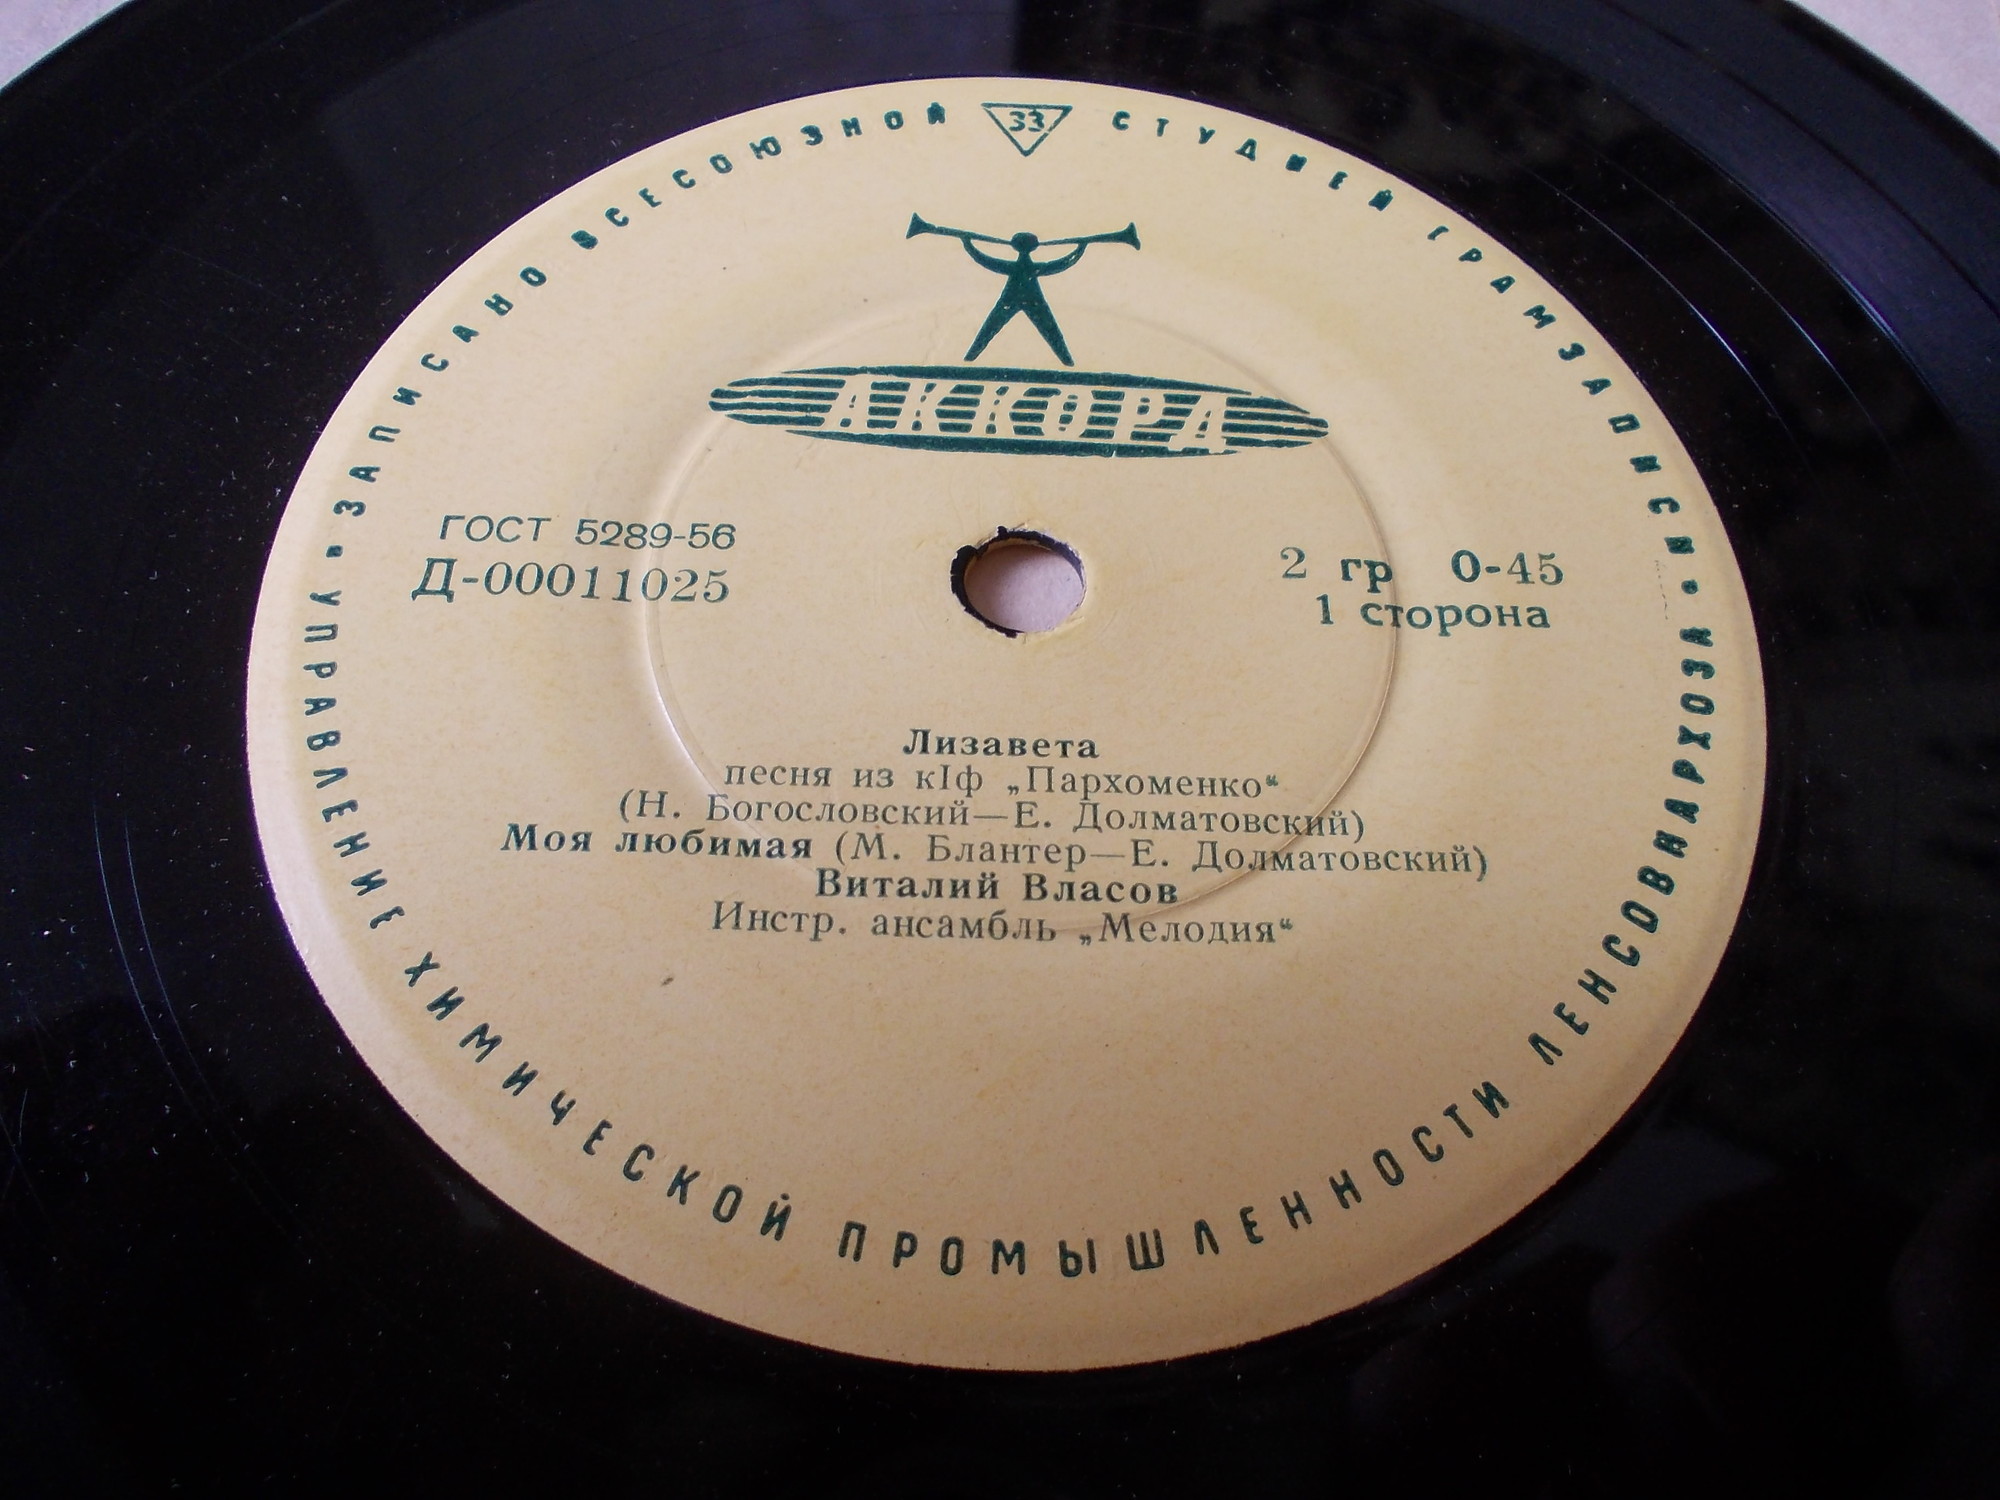 ЗАПИСАНО ВСЕСОЮЗНОЙ СТУДИЕЙ ГРАМЗАПИСИ •
33
АККОРД
ГОСТ 5289-56
Д-00011025
2 гр 0-45
1 сторона
Лизавета
песня из кIф „Пархоменко“
(Н. Богословский—Е. Долматовский)
Моя любимая (М. Блантер—Е. Долматовский)
Виталий Власов
Инстр. ансамбль „Мелодия“
• УПРАВЛЕНИЕ ХИМИЧЕСКОЙ ПРОМЫШЛЕННОСТИ ЛЕНСОВНАРХОЗА